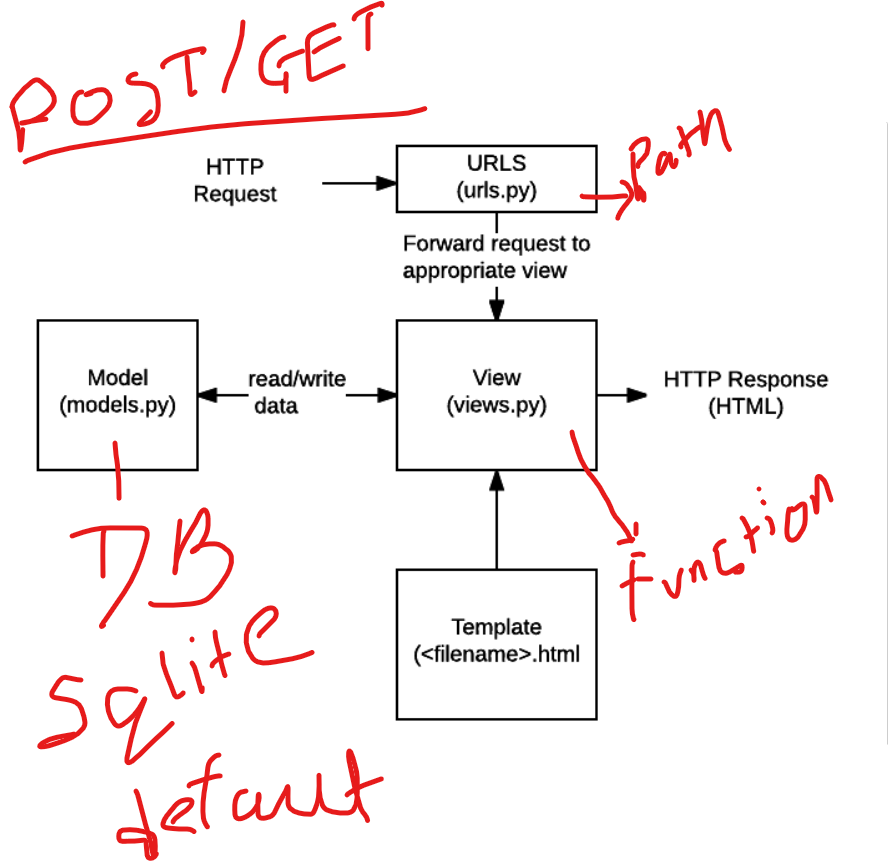 POST/GET
HTTP
Request
URLS
(urls.py)
Path
Forward request to
appropriate view
Model
(models.py)
read/write
data
View
(views.py)
HTTP Response
(HTML)
DB
Sqlite
default
Function
Template
(<filename>.html